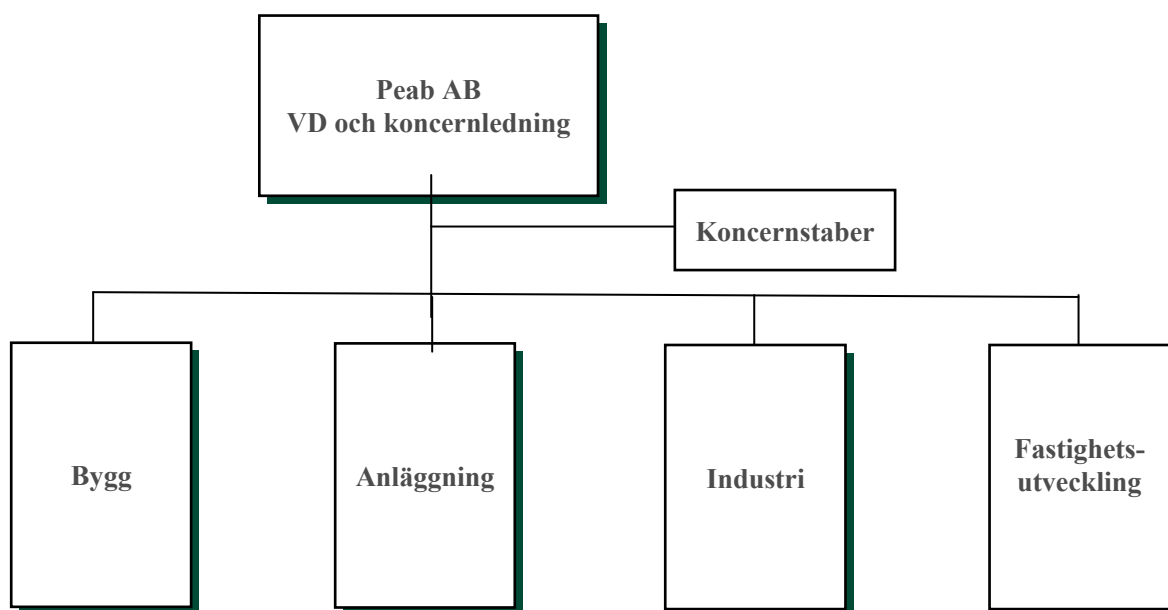 Peab AB
VD och koncernledning
Koncernstaber
Bygg
Anläggning
Industri
Fastighets-
utveckling